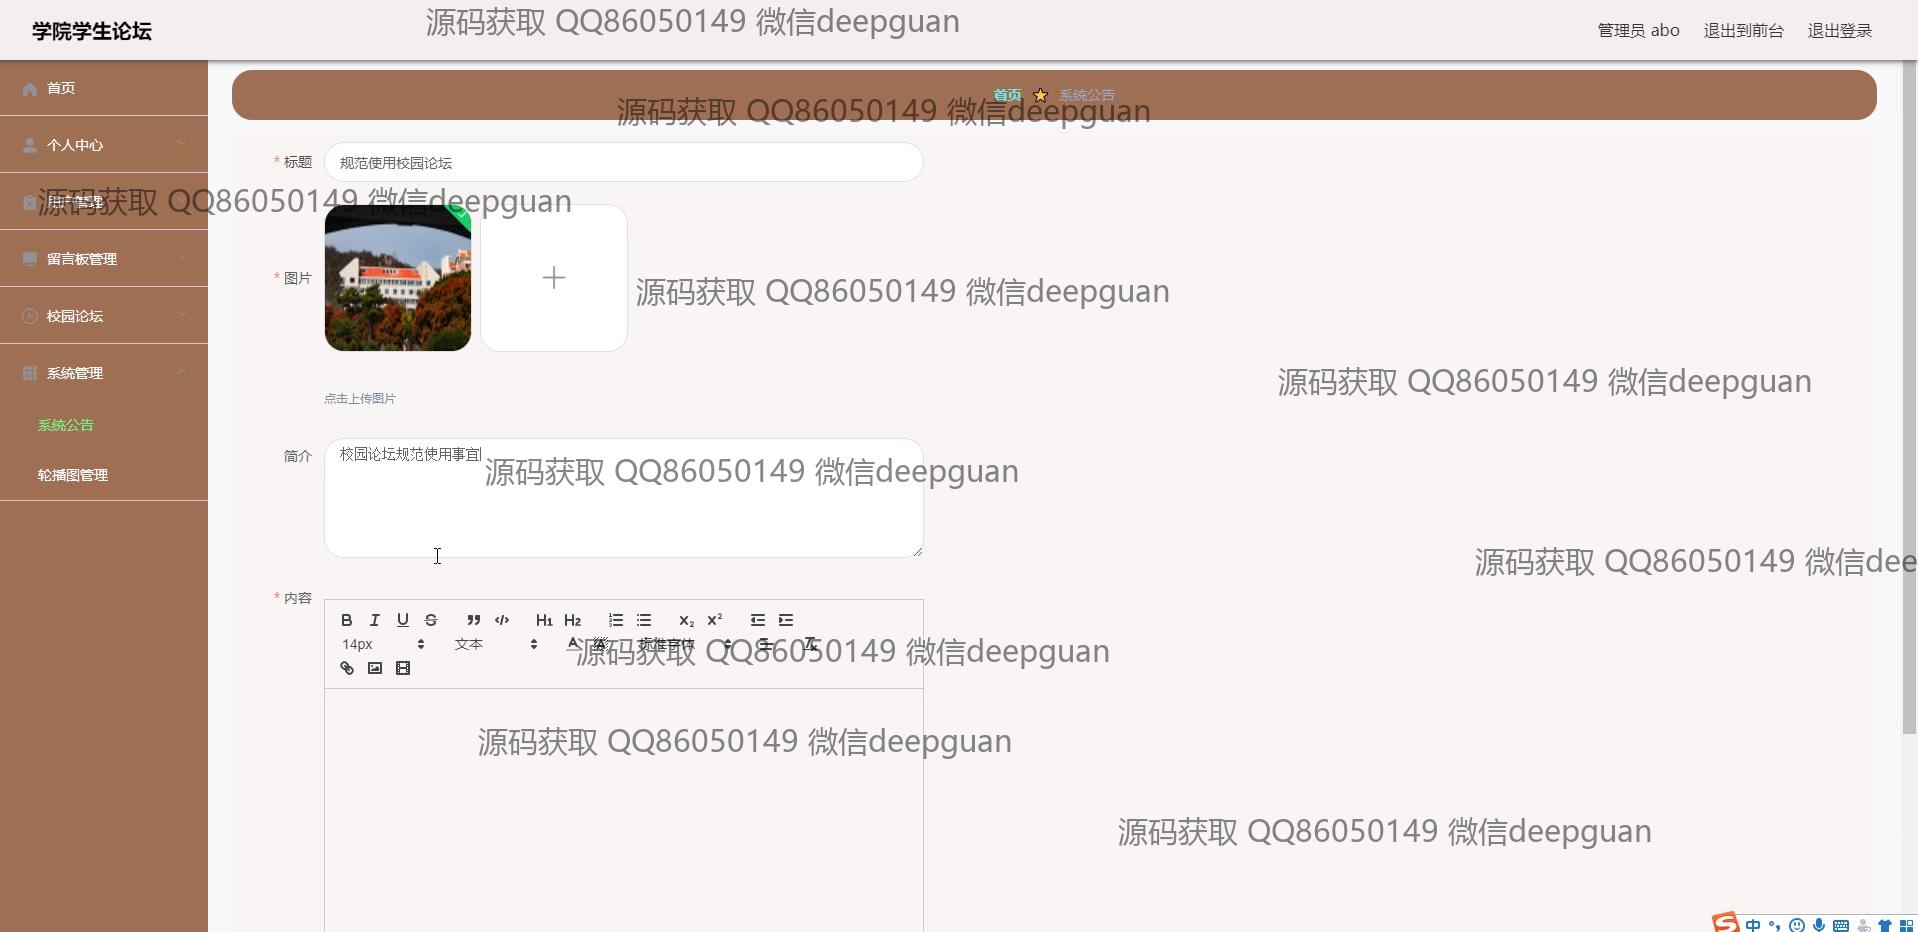 学院学生论坛
源码获取 QQ86050149 微信deepguan
管理员 abo
退出到前台
退出登录
首页
首页
系统公告
源码获取 QQ86050149 微信deepguan
个人中心
* 标题
规范使用校园论坛
用户管理
源码获取 QQ86050149 微信deepguan
留言板管理
* 图片
源码获取 QQ86050149 微信deepguan
校园论坛
系统管理
源码获取 QQ86050149 微信deepguan
点击上传图片
系统公告
简介
校园论坛规范使用事宜
源码获取 QQ86050149 微信deepguan
轮播图管理
源码获取 QQ86050149 微信dee
* 内容
B I U S H1 H2 X2 X2
14px
文本
A
标准字体
源码获取 QQ86050149 微信deepguan
源码获取 QQ86050149 微信deepguan
源码获取 QQ86050149 微信deepguan
S 中